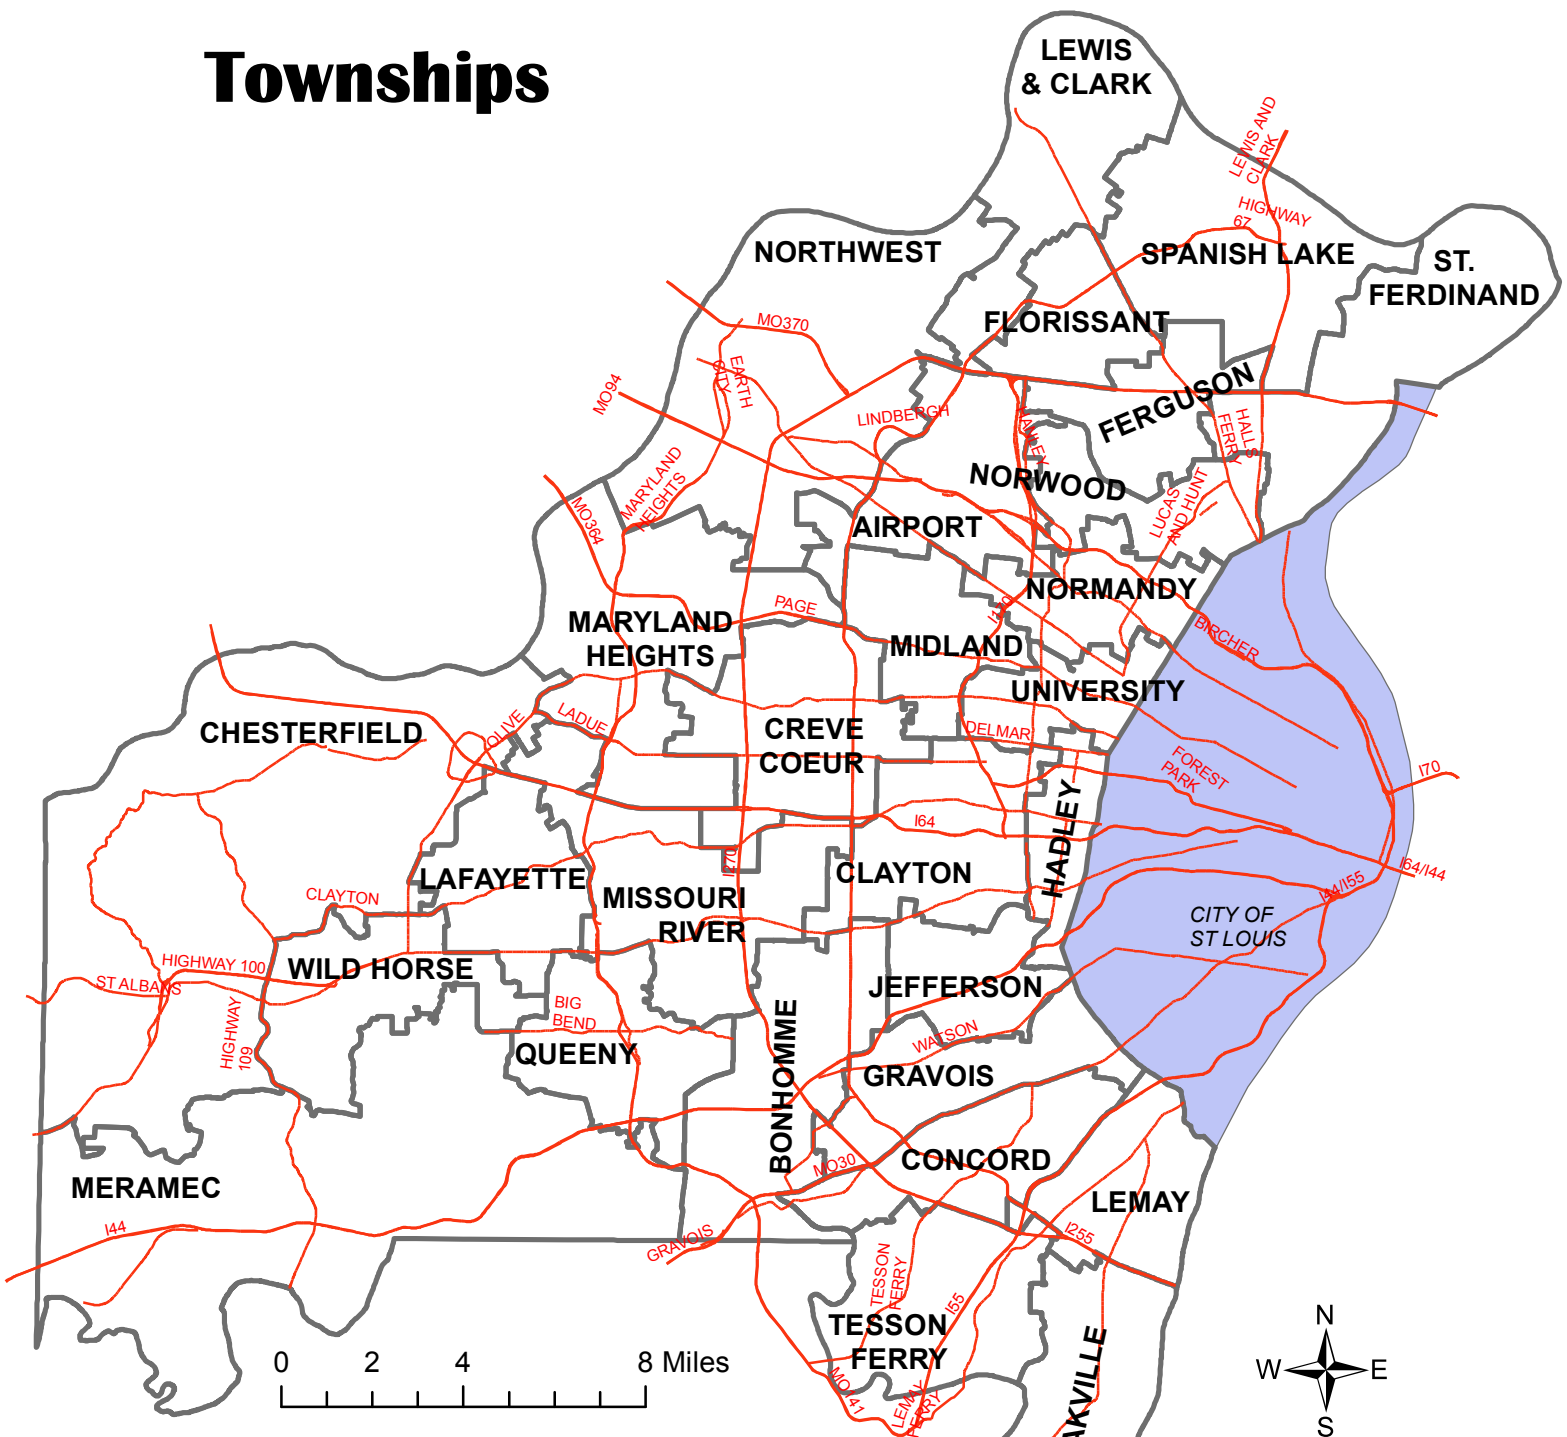 Townships
LEWIS
& CLARK
LEWIS AND
CLARK
HIGHWAY
67
NORTHWEST
SPANISH LAKE
ST.
FERDINAND
MO370
FLORISSANT
EARTH
CITY
MO94
FERGUSON
LINDBERGH
HANLEY
HALLS
FERRY
MARYLAND
HEIGHTS
NORWOOD
LUCAS
AND HUNT
MO364
AIRPORT
NORMANDY
PAGE
I170
MARYLAND
HEIGHTS
BIRCHER
MIDLAND
UNIVERSITY
CHESTERFIELD
OLIVE
LADUE
CREVE
COEUR
DELMAR
FOREST
PARK
I70
HADLEY
I64
I270
I64/I44
CLAYTON
LAFAYETTE
CLAYTON
MISSOURI
RIVER
I44/I55
CITY OF
ST LOUIS
HIGHWAY 100
WILD HORSE
ST ALBANS
JEFFERSON
BIG
BEND
HIGHWAY
109
QUEENY
WATSON
GRAVOIS
BONHOMME
MO30
CONCORD
MERAMEC
LEMAY
I44
GRAVOIS
I255
TESSON
FERRY
I55
TESSON
FERRY
MO141
LEMAY
FERRY
AKVILLE
0 2 4 8 Miles
N
W E
S